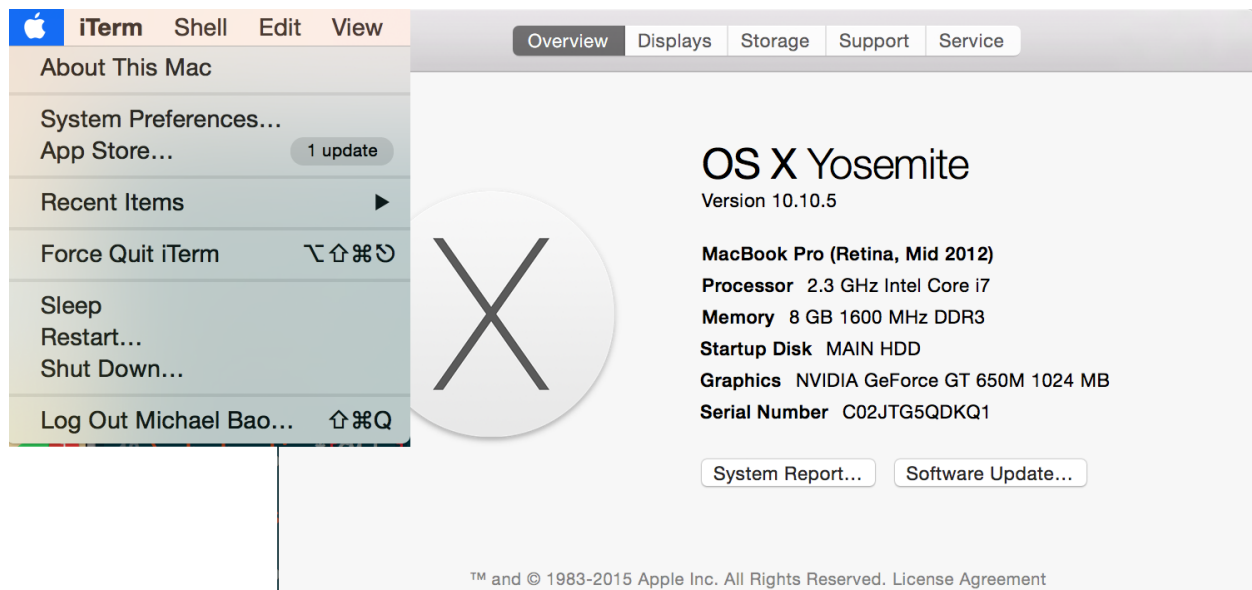 iTerm Shell Edit View
About This Mac
System Preferences...
App Store... 1 update
Recent Items ▶
Force Quit iTerm ⌥⇧⌘⎋
Sleep
Restart...
Shut Down...
Log Out Michael Bao... ⇧⌘Q
Overview Displays Storage Support Service
OS X Yosemite
Version 10.10.5
MacBook Pro (Retina, Mid 2012)
Processor 2.3 GHz Intel Core i7
Memory 8 GB 1600 MHz DDR3
Startup Disk MAIN HDD
Graphics NVIDIA GeForce GT 650M 1024 MB
Serial Number C02JTG5QDKQ1
System Report... Software Update...
™ and © 1983-2015 Apple Inc. All Rights Reserved. License Agreement